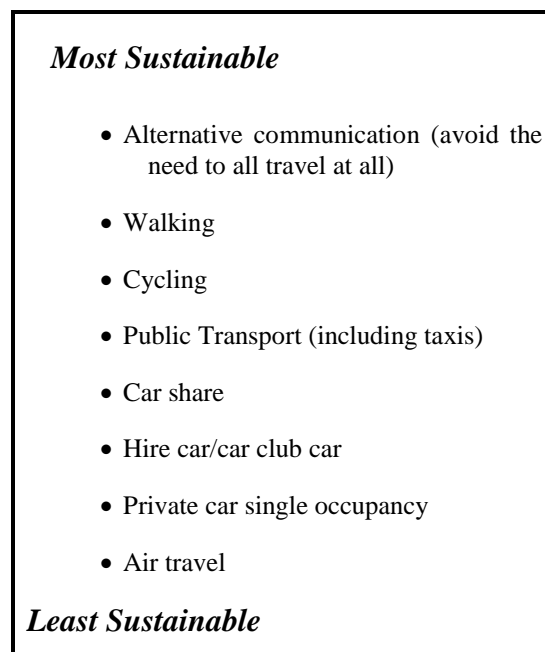 Most Sustainable
• Alternative communication (avoid the
need to all travel at all)
• Walking
• Cycling
• Public Transport (including taxis)
• Car share
• Hire car/car club car
• Private car single occupancy
• Air travel
Least Sustainable